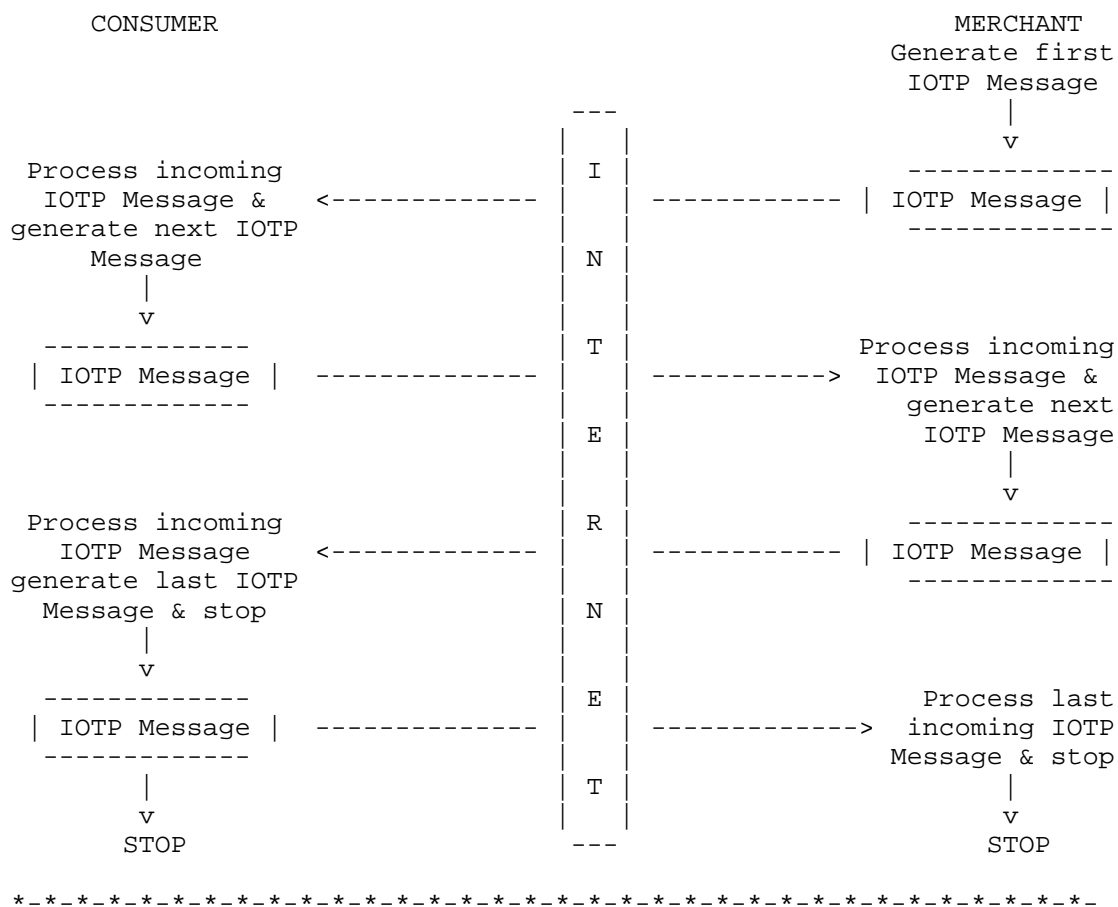 CONSUMER                                              MERCHANT
                                                  Generate first
                                                   IOTP Message
                                   ---                   |
                                  |   |                  v
 Process incoming                 | I |            -------------
  IOTP Message &   <------------- |   | ------------ | IOTP Message |
generate next IOTP                |   |            -------------
     Message                      | N |
        |                         |   |
        v                         |   |
  -------------                   | T |         Process incoming
 | IOTP Message |  -------------- |   | ----------->  IOTP Message &
  -------------                   |   |            generate next
                                  | E |             IOTP Message
                                  |   |                  |
                                  |   |                  v
 Process incoming                 | R |            -------------
   IOTP Message    <------------- |   | ------------ | IOTP Message |
generate last IOTP                |   |            -------------
  Message & stop                  | N |
        |                         |   |
        v                         |   |
  -------------                   | E |             Process last
 | IOTP Message |  -------------- |   | ------------->  incoming IOTP
  -------------                   |   |           Message & stop
        |                         | T |                  |
        v                         |   |                  v
       STOP                        ---                  STOP
*-*-*-*-*-*-*-*-*-*-*-*-*-*-*-*-*-*-*-*-*-*-*-*-*-*-*-*-*-*-*-*-*-*-